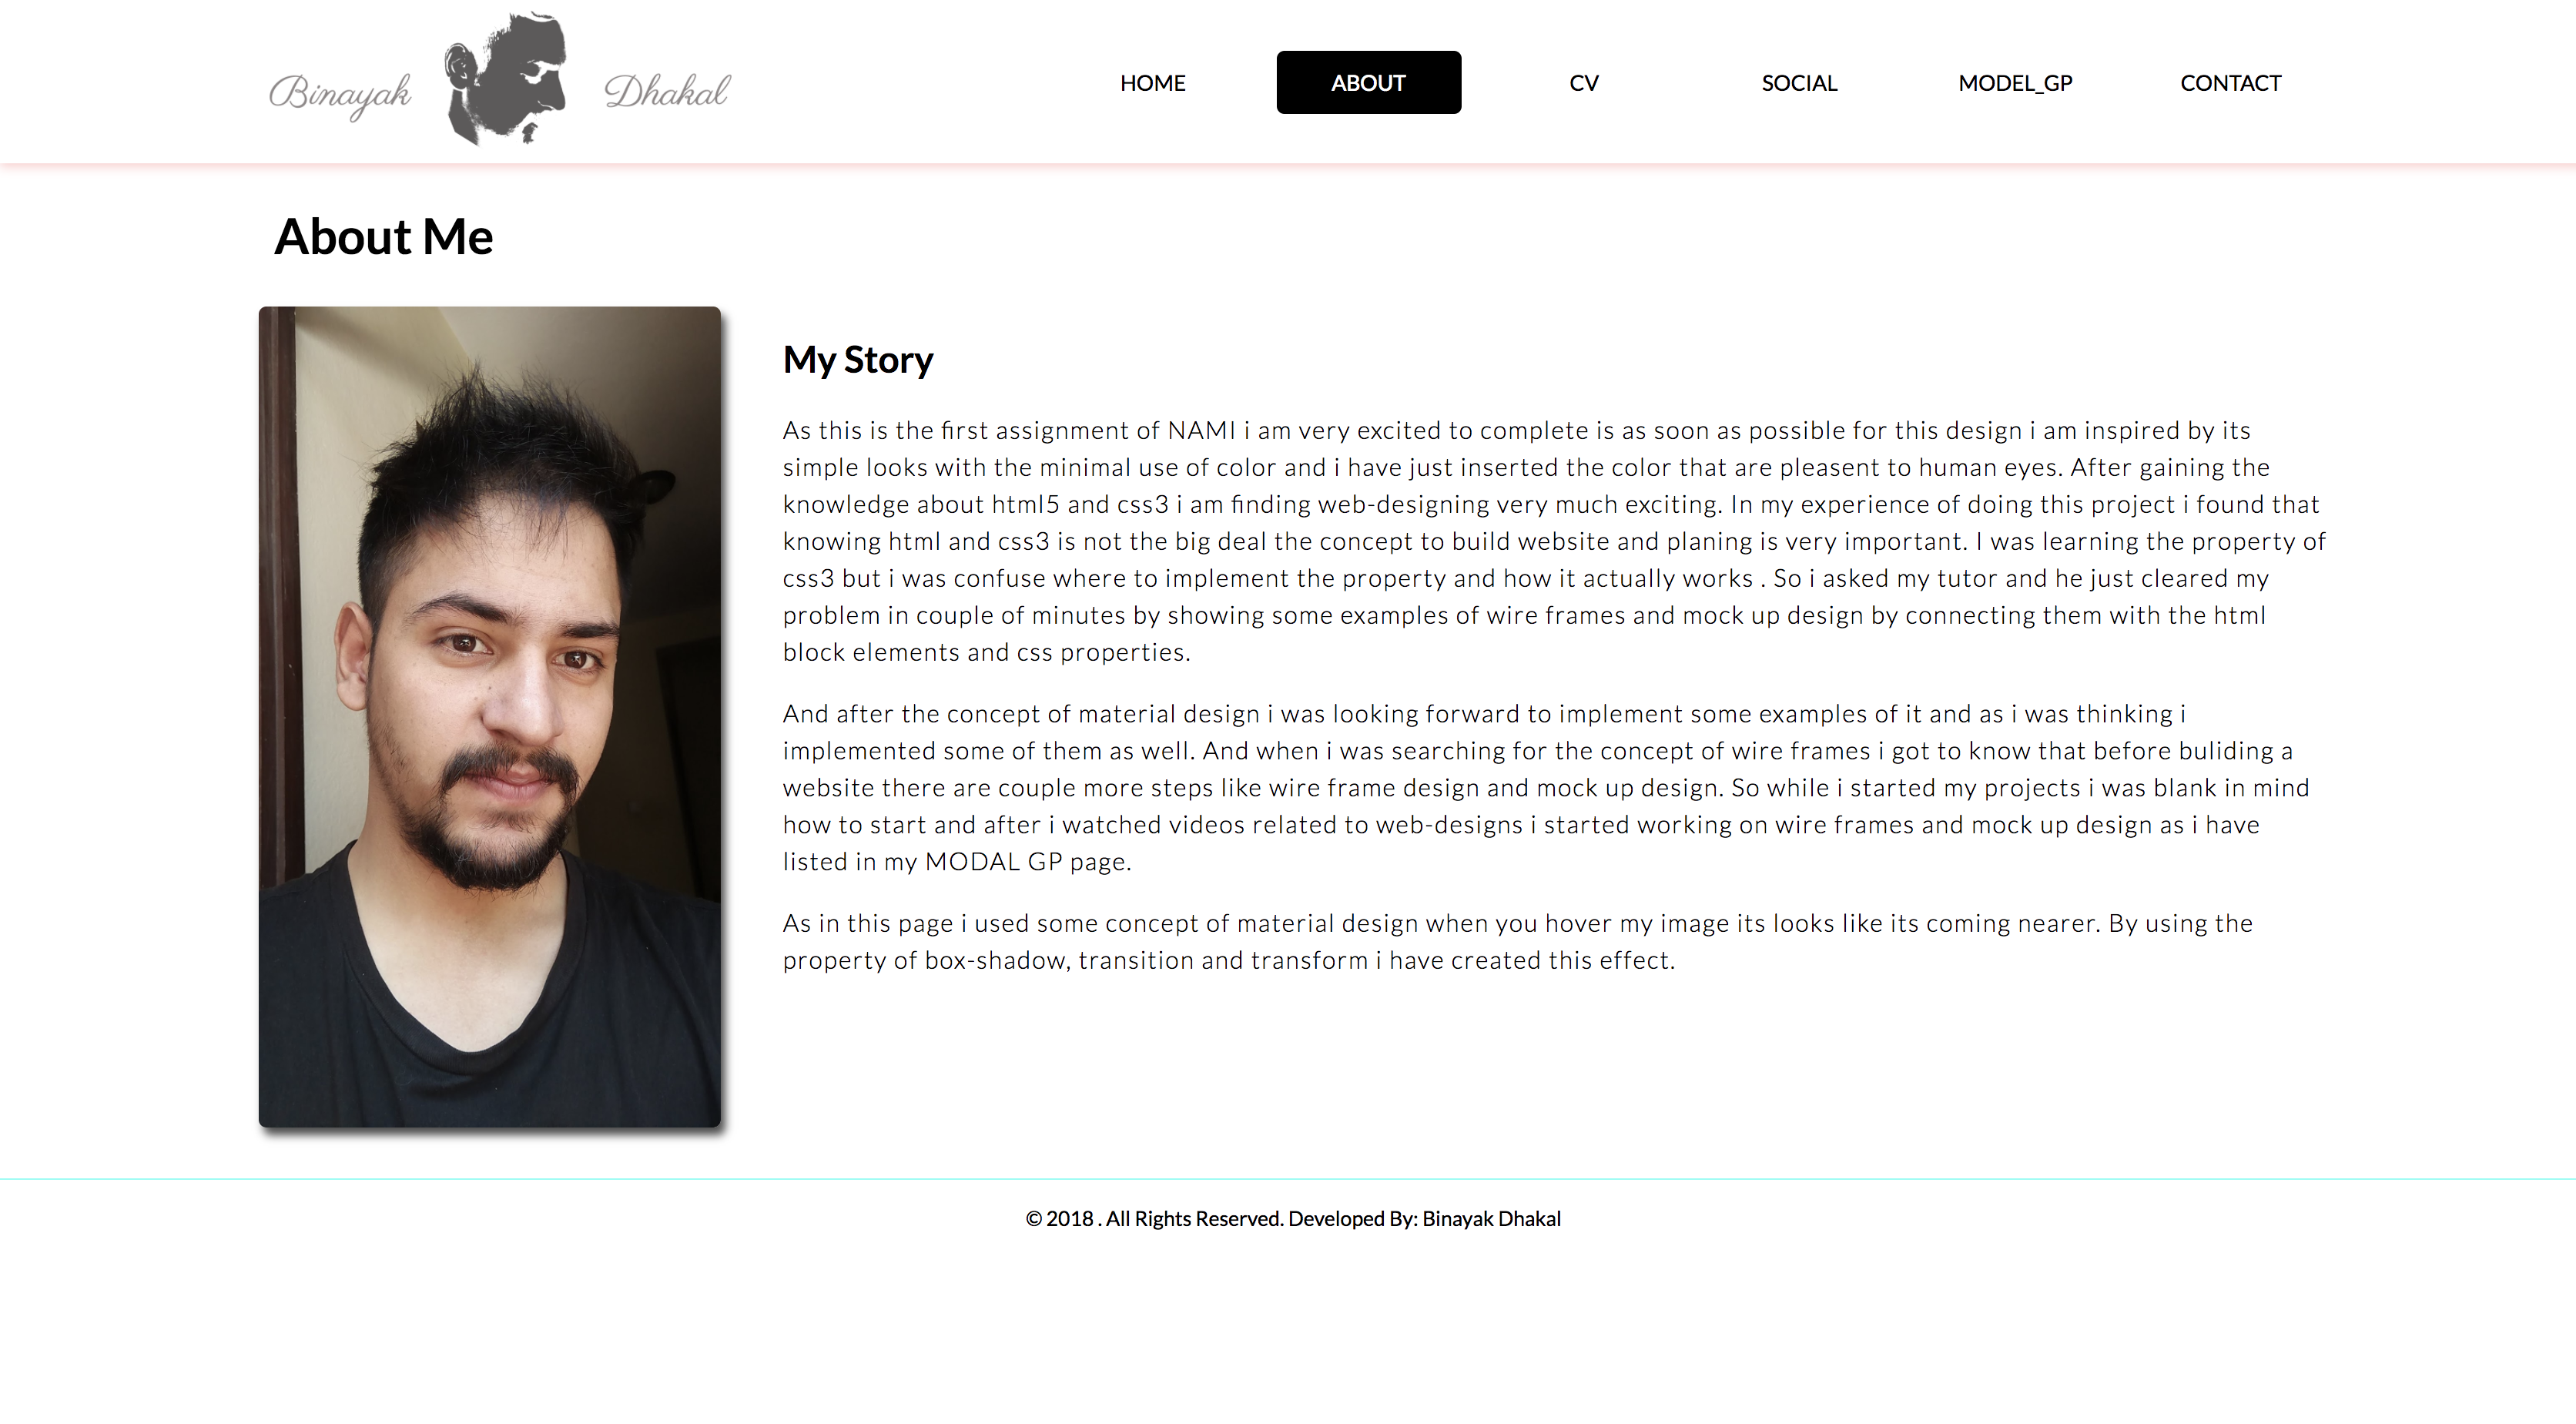 Binayak Dhakal
HOME ABOUT CV SOCIAL MODEL_GP CONTACT
About Me
My Story
As this is the first assignment of NAMI i am very excited to complete is as soon as possible for this design i am inspired by its
simple looks with the minimal use of color and i have just inserted the color that are pleasent to human eyes. After gaining the
knowledge about html5 and css3 i am finding web-designing very much exciting. In my experience of doing this project i found that
knowing html and css3 is not the big deal the concept to build website and planing is very important. I was learning the property of
css3 but i was confuse where to implement the property and how it actually works . So i asked my tutor and he just cleared my
problem in couple of minutes by showing some examples of wire frames and mock up design by connecting them with the html
block elements and css properties.
And after the concept of material design i was looking forward to implement some examples of it and as i was thinking i
implemented some of them as well. And when i was searching for the concept of wire frames i got to know that before buliding a
website there are couple more steps like wire frame design and mock up design. So while i started my projects i was blank in mind
how to start and after i watched videos related to web-designs i started working on wire frames and mock up design as i have
listed in my MODAL GP page.
As in this page i used some concept of material design when you hover my image its looks like its coming nearer. By using the
property of box-shadow, transition and transform i have created this effect.
© 2018 . All Rights Reserved. Developed By: Binayak Dhakal